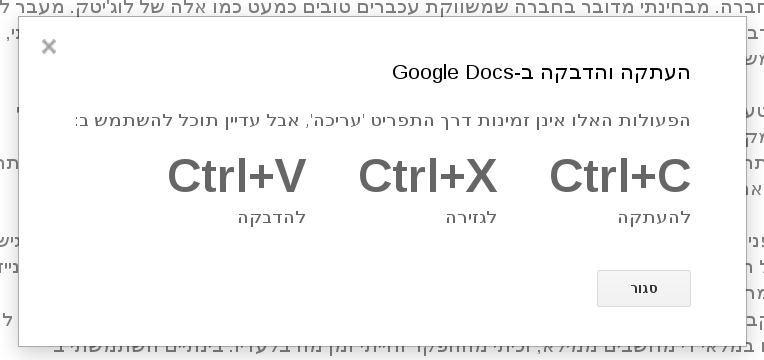 חברה. מבחינתי מדובר בחברה שמשווקת עכברים טובים כמעט כמו אלה של לוג'יטק. מעבר ל
העתקה והדבקה ב-Google Docs
הפעולות האלו אינן זמינות דרך התפריט 'עריכה', אבל עדיין תוכל להשתמש ב:
Ctrl+C Ctrl+X Ctrl+V
להעתקה לגזירה להדבקה
סגור